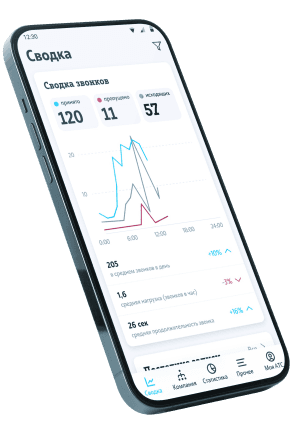 12:30
Сводка
Сводка звонков
принято
120
пропущено
11
исходящих
57
20
10
0:00
6:00
12:00
18:00
24:00
205
в среднем звонков в день
+10%
1,6
средняя нагрузка (звонков в час)
-3%
26 сек
средняя продолжительность звонка
+16%
Сводка
Компания
Статистика
Прочее
Моя АТС